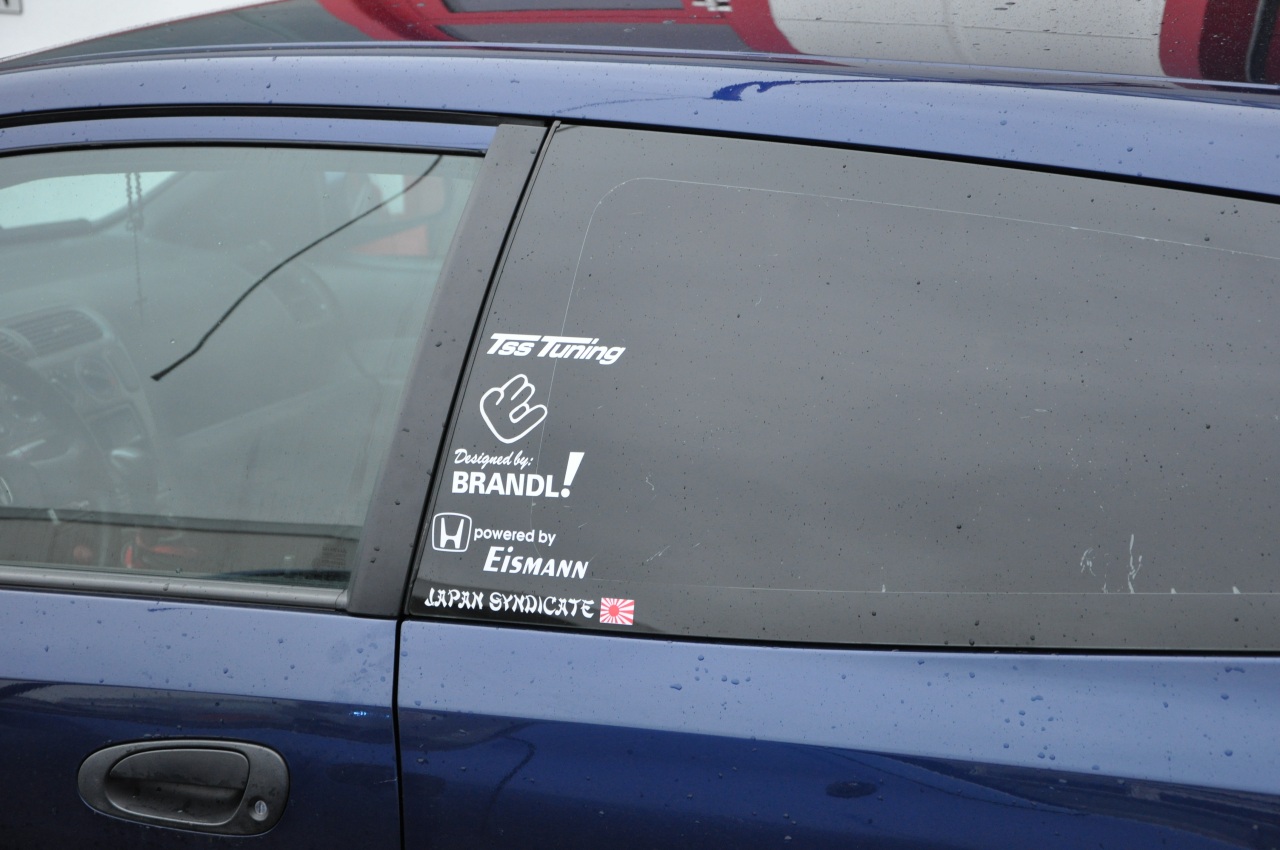 Tss Tuning
Designed by:
BRANDL!
powered by
EISMANN
JAPAN SYNDICATE